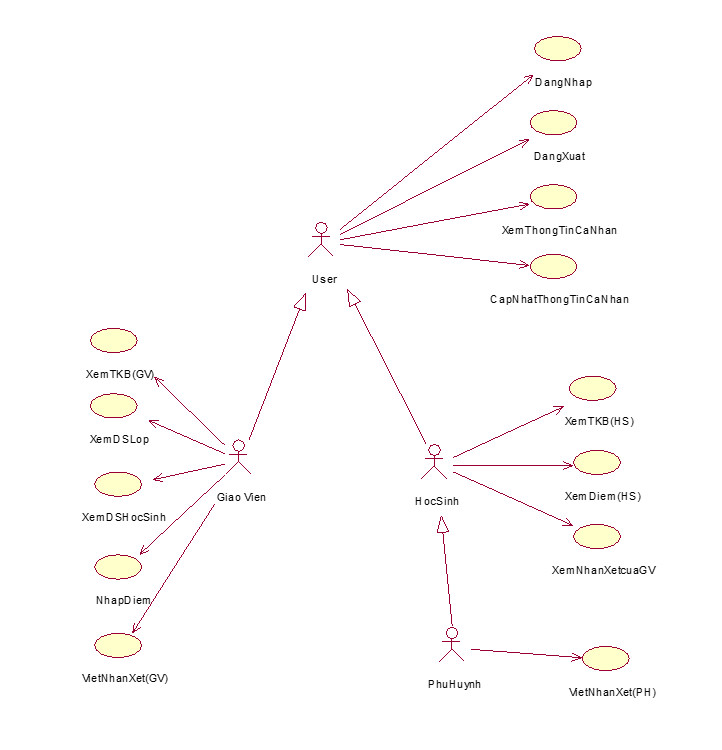 DangNhap
DangXuat
XemThongTinCaNhan
User
CapNhatThongTinCaNhan
XemTKB(GV)
XemDSLop
XemTKB(HS)
Giao Vien
HocSinh
XemDiem(HS)
XemDSHocSinh
XemNhanXetcuaGV
NhapDiem
VietNhanXet(GV)
PhuHuynh
VietNhanXet(PH)